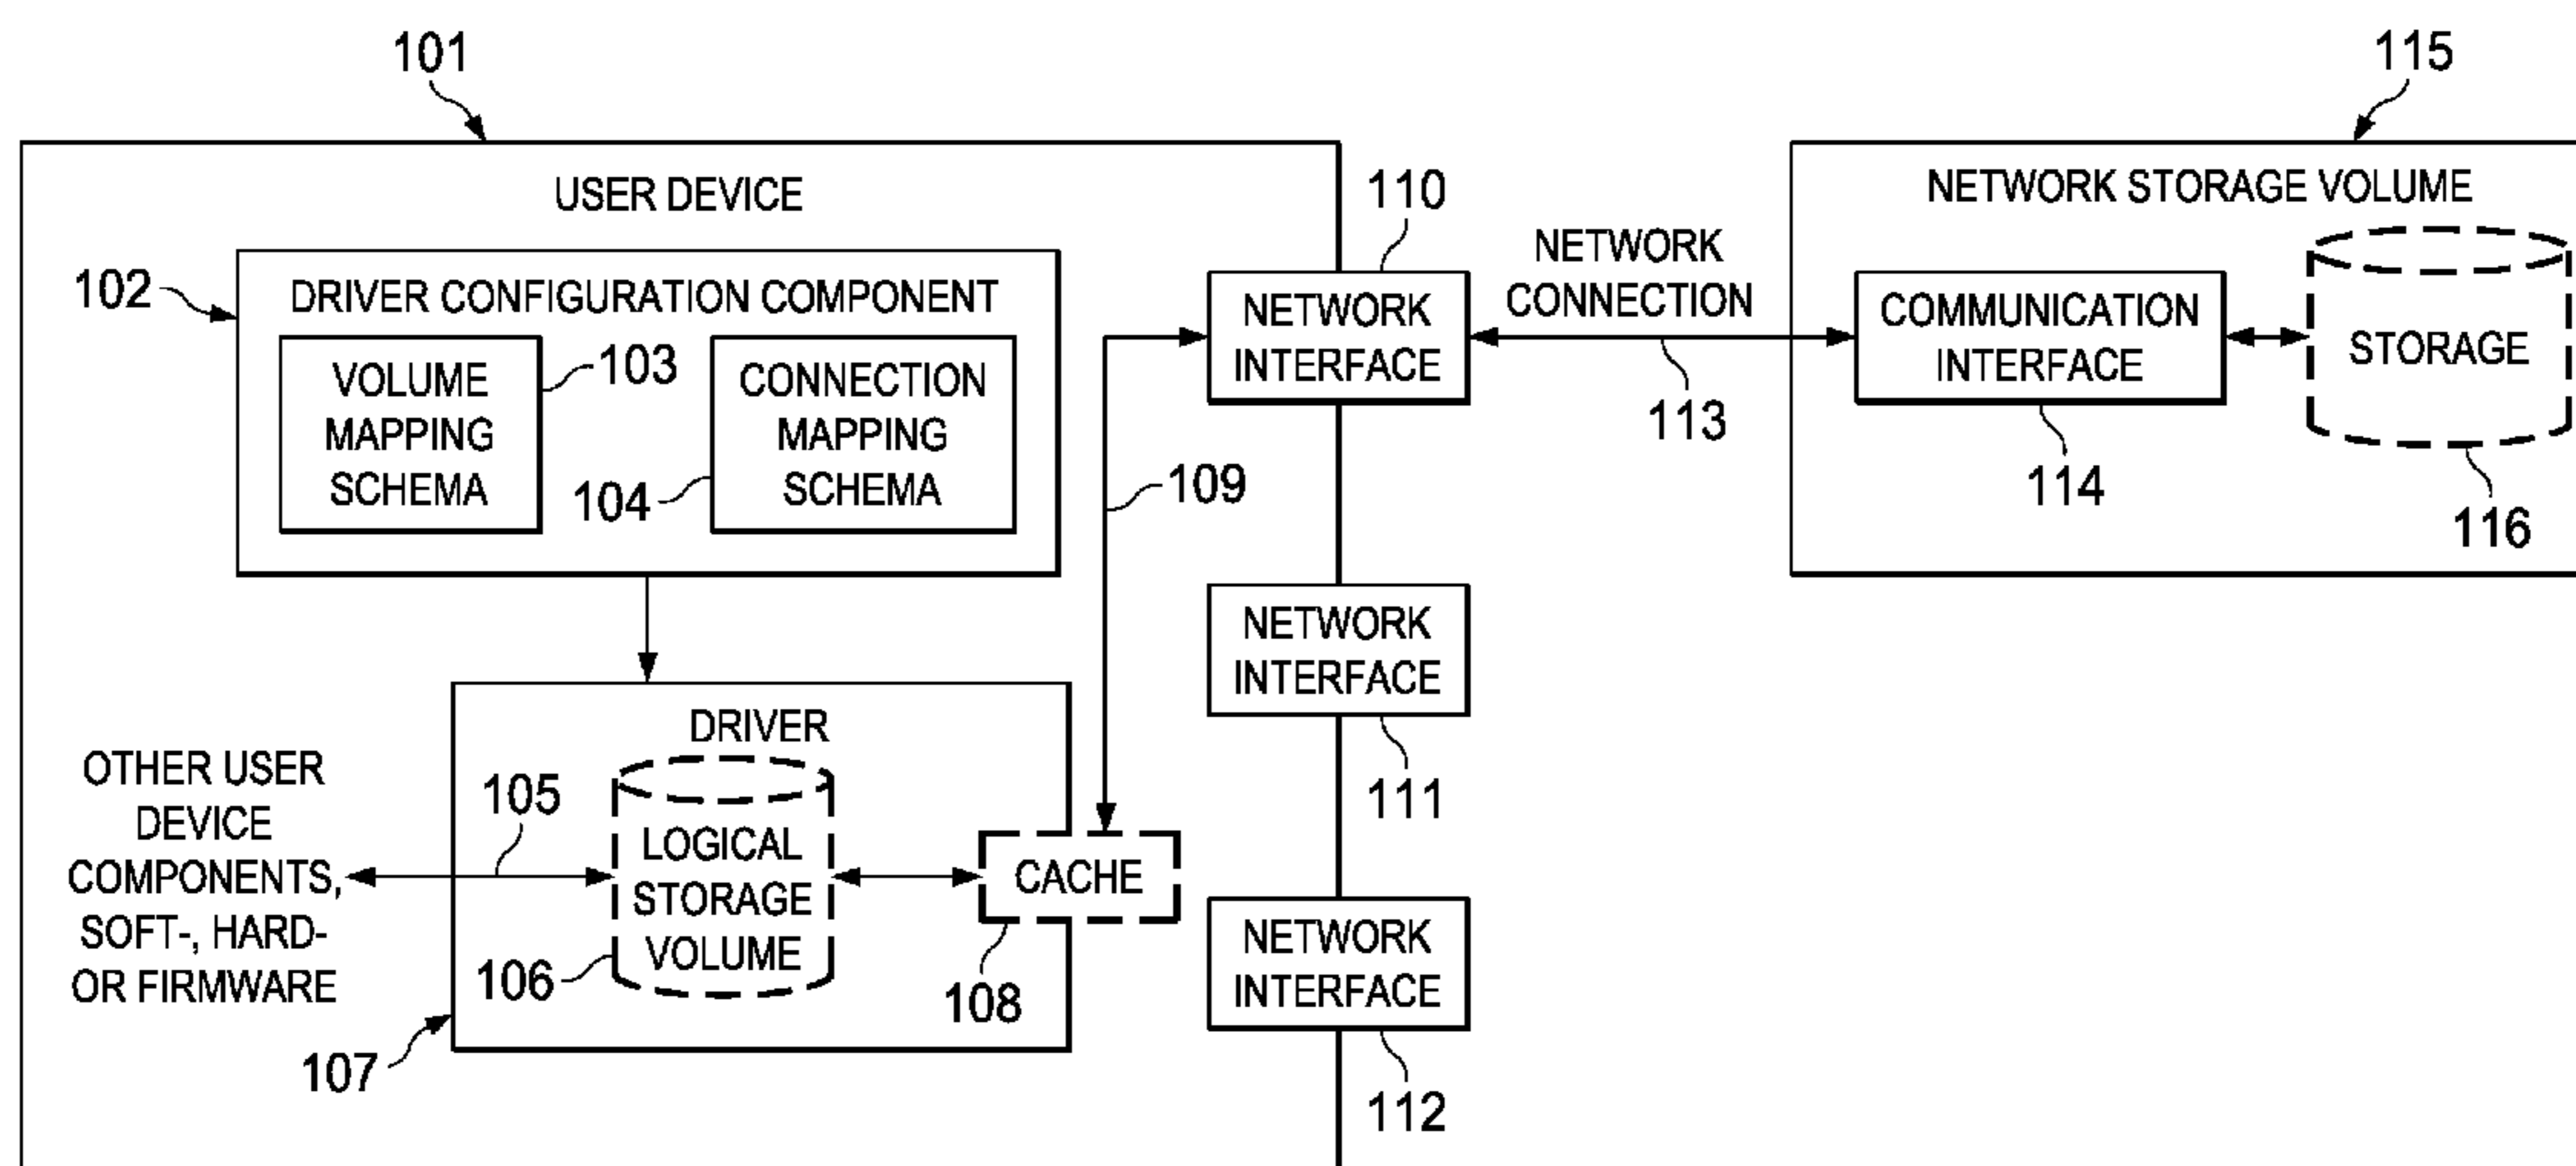 101
115
USER DEVICE
110
NETWORK STORAGE VOLUME
102
DRIVER CONFIGURATION COMPONENT
VOLUME
MAPPING
SCHEMA
103
CONNECTION
MAPPING
SCHEMA
104
NETWORK
INTERFACE
NETWORK
CONNECTION
113
COMMUNICATION
INTERFACE
114
STORAGE
116
109
NETWORK
INTERFACE
111
DRIVER
OTHER USER
DEVICE
COMPONENTS,
SOFT-, HARD-
OR FIRMWARE
105
LOGICAL
STORAGE
VOLUME
106
CACHE
108
107
NETWORK
INTERFACE
112